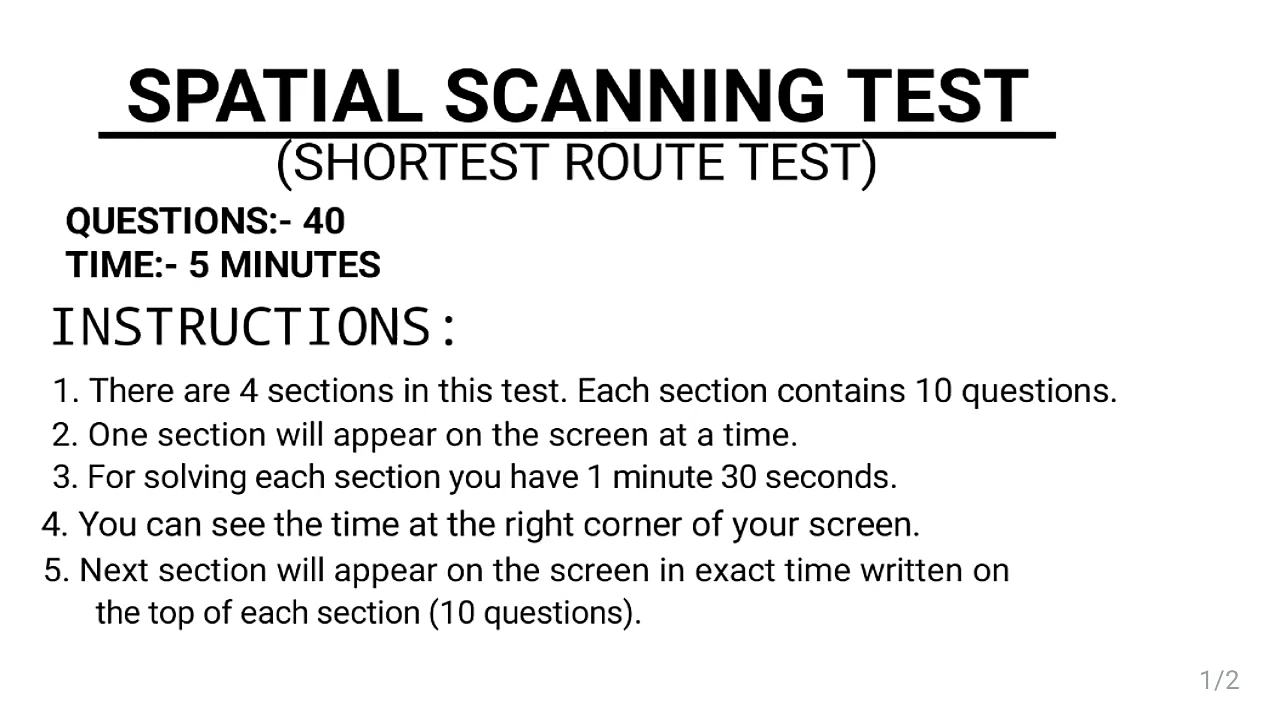 SPATIAL SCANNING TEST
(SHORTEST ROUTE TEST)
QUESTIONS:- 40
TIME:- 5 MINUTES
INSTRUCTIONS:
1. There are 4 sections in this test. Each section contains 10 questions.
2. One section will appear on the screen at a time.
3. For solving each section you have 1 minute 30 seconds.
4. You can see the time at the right corner of your screen.
5. Next section will appear on the screen in exact time written on
the top of each section (10 questions).
1/2